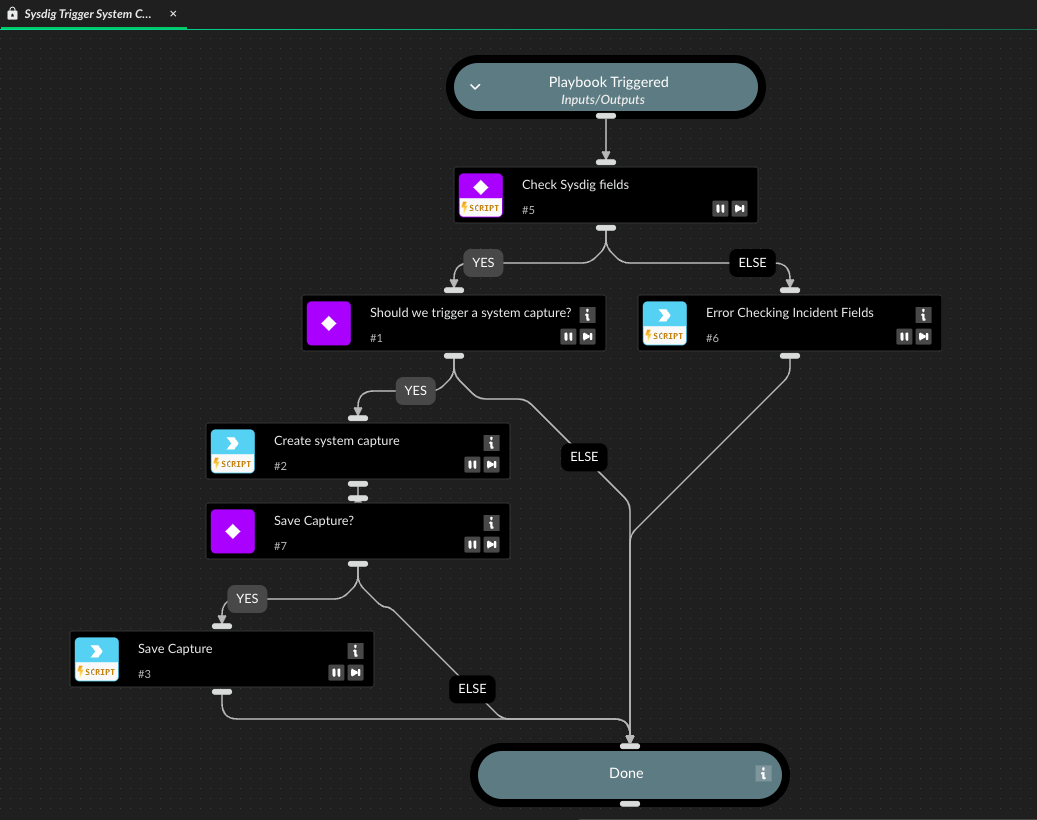 Sysdig Trigger System C... ×
Playbook Triggered
Inputs/Outputs
Check Sysdig fields
SCRIPT
#5
YES
ELSE
Should we trigger a system capture?
#1
Error Checking Incident Fields
SCRIPT
#6
YES
Create system capture
SCRIPT
#2
ELSE
Save Capture?
#7
YES
Save Capture
SCRIPT
#3
ELSE
Done